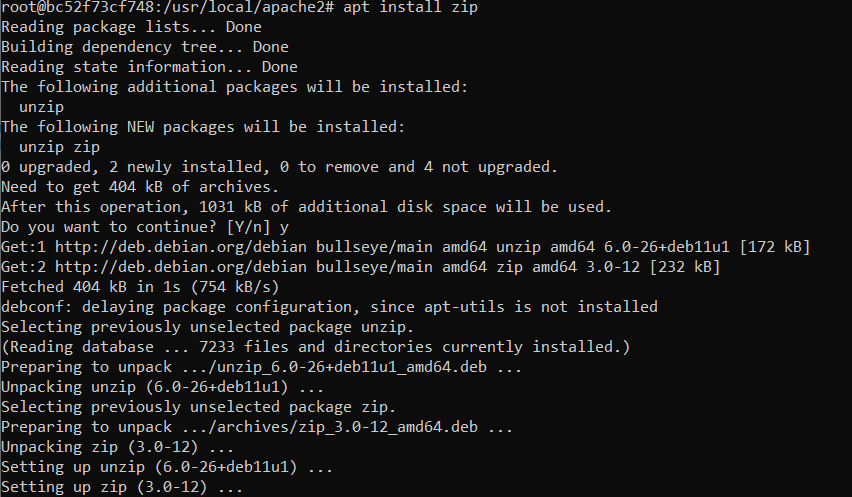 root@bc52f73cf748:/usr/local/apache2# apt install zip
Reading package lists... Done
Building dependency tree... Done
Reading state information... Done
The following additional packages will be installed:
  unzip
The following NEW packages will be installed:
  unzip zip
0 upgraded, 2 newly installed, 0 to remove and 4 not upgraded.
Need to get 404 kB of archives.
After this operation, 1031 kB of additional disk space will be used.
Do you want to continue? [Y/n] y
Get:1 http://deb.debian.org/debian bullseye/main amd64 unzip amd64 6.0-26+deb11u1 [172 kB]
Get:2 http://deb.debian.org/debian bullseye/main amd64 zip amd64 3.0-12 [232 kB]
Fetched 404 kB in 1s (754 kB/s)
debconf: delaying package configuration, since apt-utils is not installed
Selecting previously unselected package unzip.
(Reading database ... 7233 files and directories currently installed.)
Preparing to unpack .../unzip_6.0-26+deb11u1_amd64.deb ...
Unpacking unzip (6.0-26+deb11u1) ...
Selecting previously unselected package zip.
Preparing to unpack .../archives/zip_3.0-12_amd64.deb ...
Unpacking zip (3.0-12) ...
Setting up unzip (6.0-26+deb11u1) ...
Setting up zip (3.0-12) ...